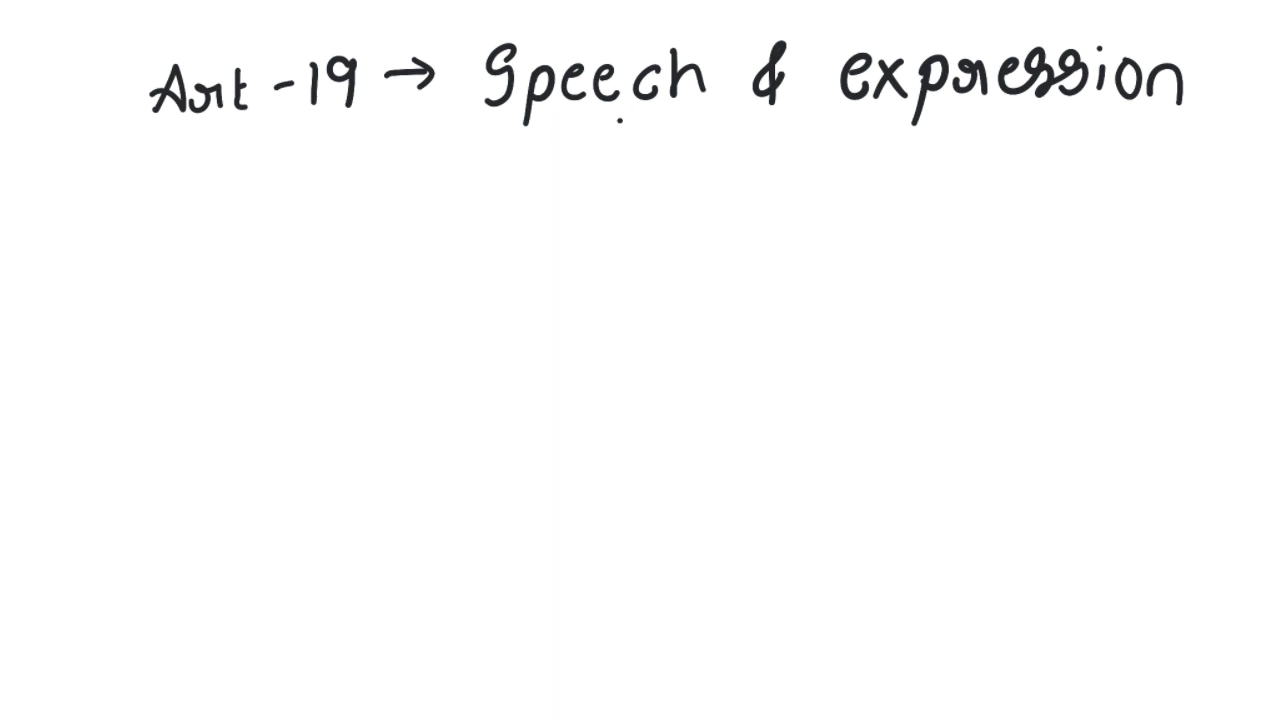 Art - 19 → Speech & expression